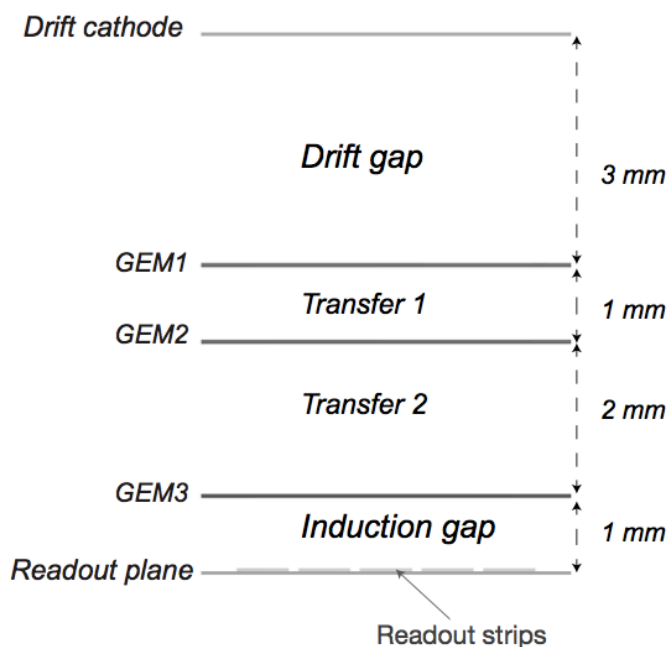 Drift cathode
Drift gap
3 mm
GEM1
Transfer 1
1 mm
GEM2
Transfer 2
2 mm
GEM3
Induction gap
1 mm
Readout plane
Readout strips